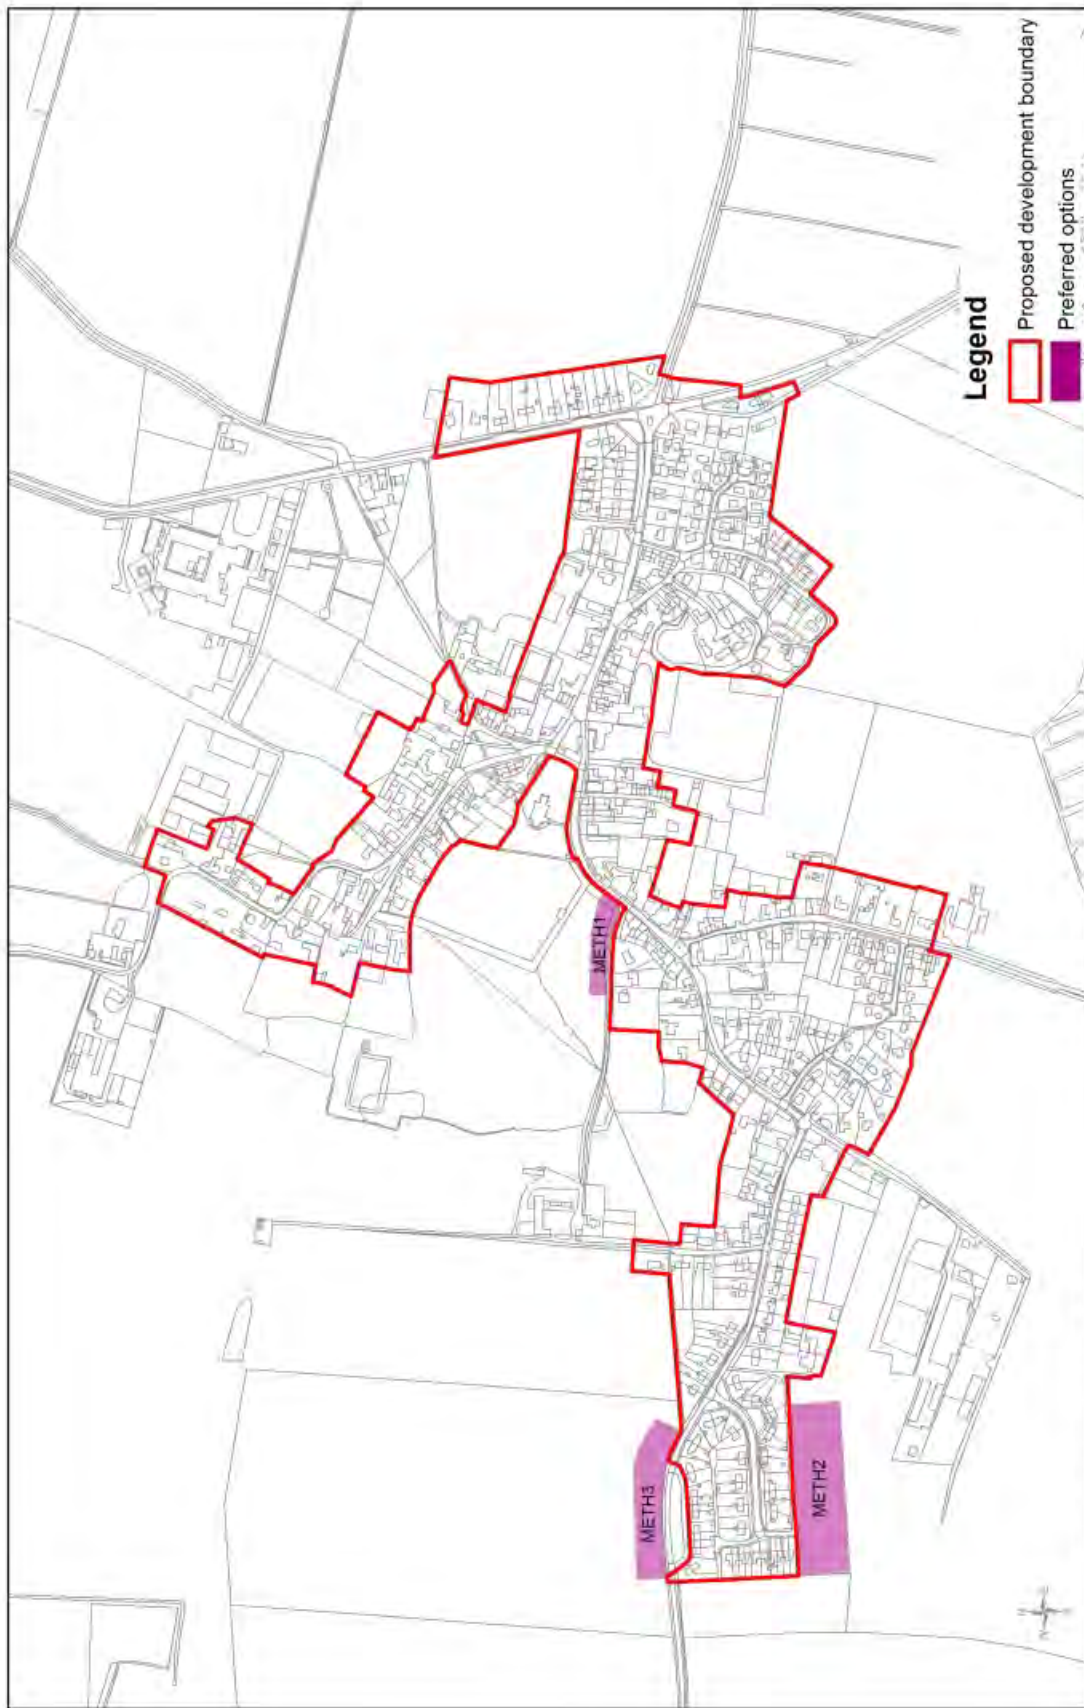 METH3
METH2
METH1
Legend
Proposed development boundary
Preferred options
N